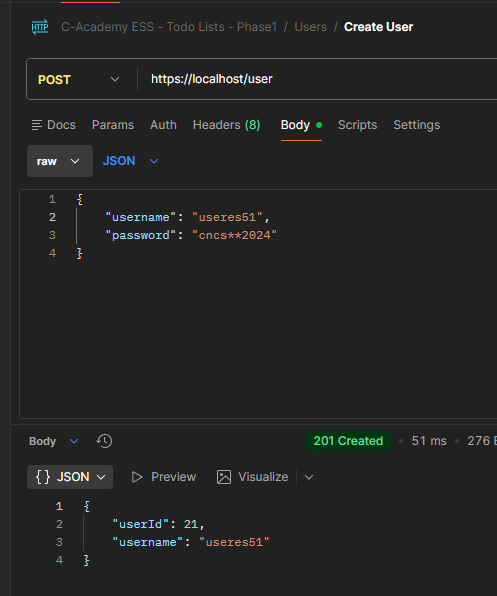 HTTP C-Academy ESS - Todo Lists - Phase1 / Users / Create User
POST https://localhost/user
Docs Params Auth Headers (8) Body Scripts Settings
raw JSON
1 {
2 "username": "useres51",
3 "password": "cncs**2024"
4 }
Body 201 Created • 51 ms • 276
{} JSON Preview Visualize
1 {
2 "userId": 21,
3 "username": "useres51"
4 }